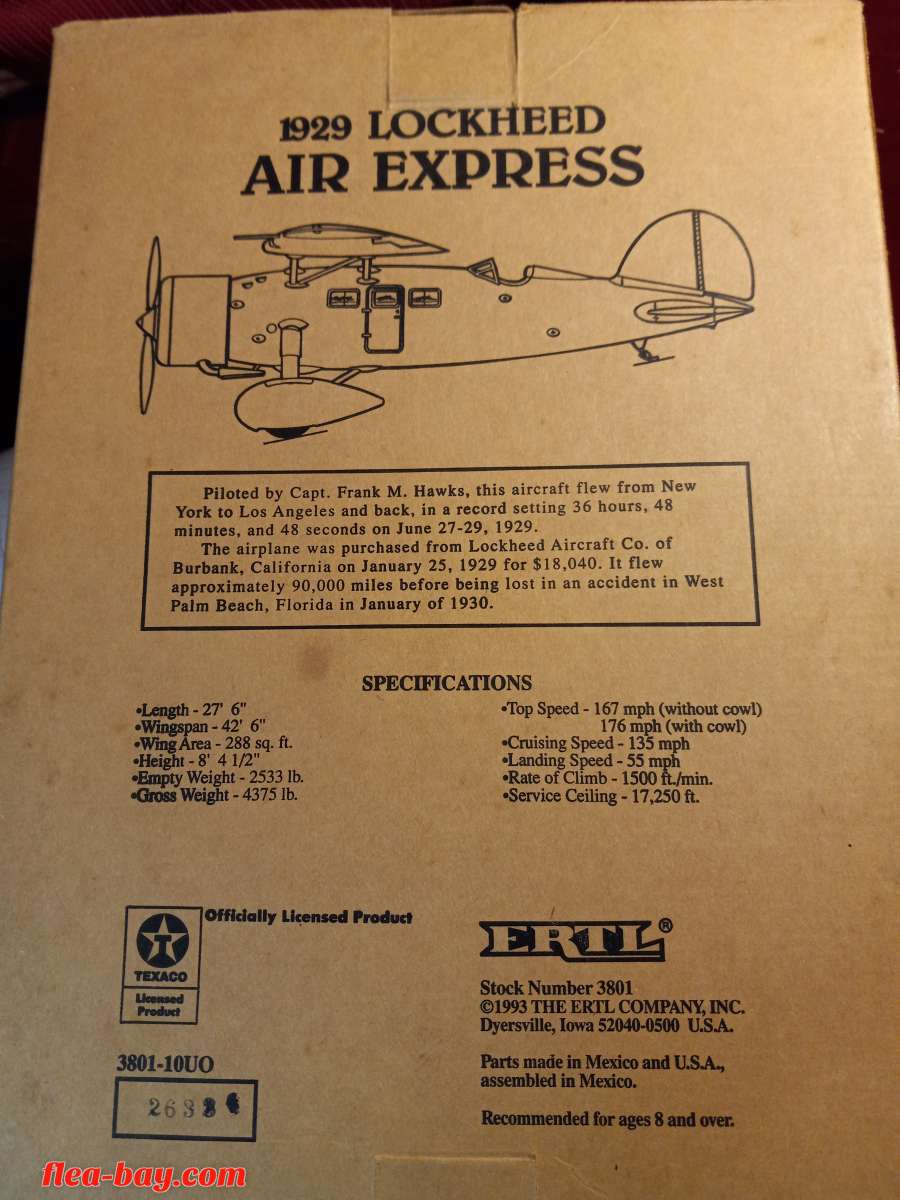 1929 LOCKHEED
AIR EXPRESS
Piloted by Capt. Frank M. Hawks, this aircraft flew from New
York to Los Angeles and back, in a record setting 36 hours, 48
minutes, and 48 seconds on June 27-29, 1929.
The airplane was purchased from Lockheed Aircraft Co. of
Burbank, California on January 25, 1929 for $18,040. It flew
approximately 90,000 miles before being lost in an accident in West
Palm Beach, Florida in January of 1930.
SPECIFICATIONS
•Length - 27' 6"
•Wingspan - 42' 6"
•Wing Area - 288 sq. ft.
•Height - 8' 4 1/2"
•Empty Weight - 2533 lb.
•Gross Weight - 4375 lb.
•Top Speed - 167 mph (without cowl)
176 mph (with cowl)
•Cruising Speed - 135 mph
•Landing Speed - 55 mph
•Rate of Climb - 1500 ft./min.
•Service Ceiling - 17,250 ft.
Officially Licensed Product
T
TEXACO
Licensed
Product
3801-10UO
ERTL®
Stock Number 3801
©1993 THE ERTL COMPANY, INC.
Dyersville, Iowa 52040-0500 U.S.A.
Parts made in Mexico and U.S.A.,
assembled in Mexico.
Recommended for ages 8 and over.
flea-bay.com